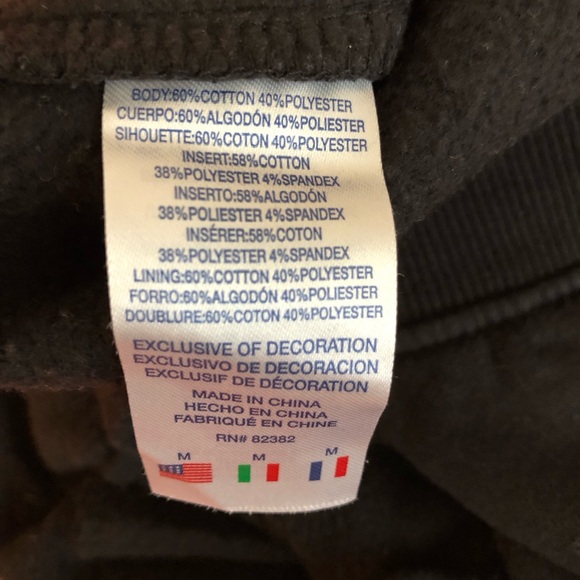 BODY:60%COTTON 40%POLYESTER
CUERPO:60%ALGODÓN 40%POLIESTER
SIHOUETTE:60%COTON 40%POLYESTER
INSERT:58%COTTON
38%POLYESTER 4%SPANDEX
INSERTO:58%ALGODÓN
38%POLIESTER 4%SPANDEX
INSÉRER:58%COTON
38%POLYESTER 4%SPANDEX
LINING:60%COTTON 40%POLYESTER
FORRO:60%ALGODÓN 40%POLIESTER
DOUBLURE:60%COTON 40%POLYESTER
EXCLUSIVE OF DECORATION
EXCLUSIVO DE DECORACION
EXCLUSIF DE DÉCORATION
MADE IN CHINA
HECHO EN CHINA
FABRIQUÉ EN CHINE
RN# 82382
M M M